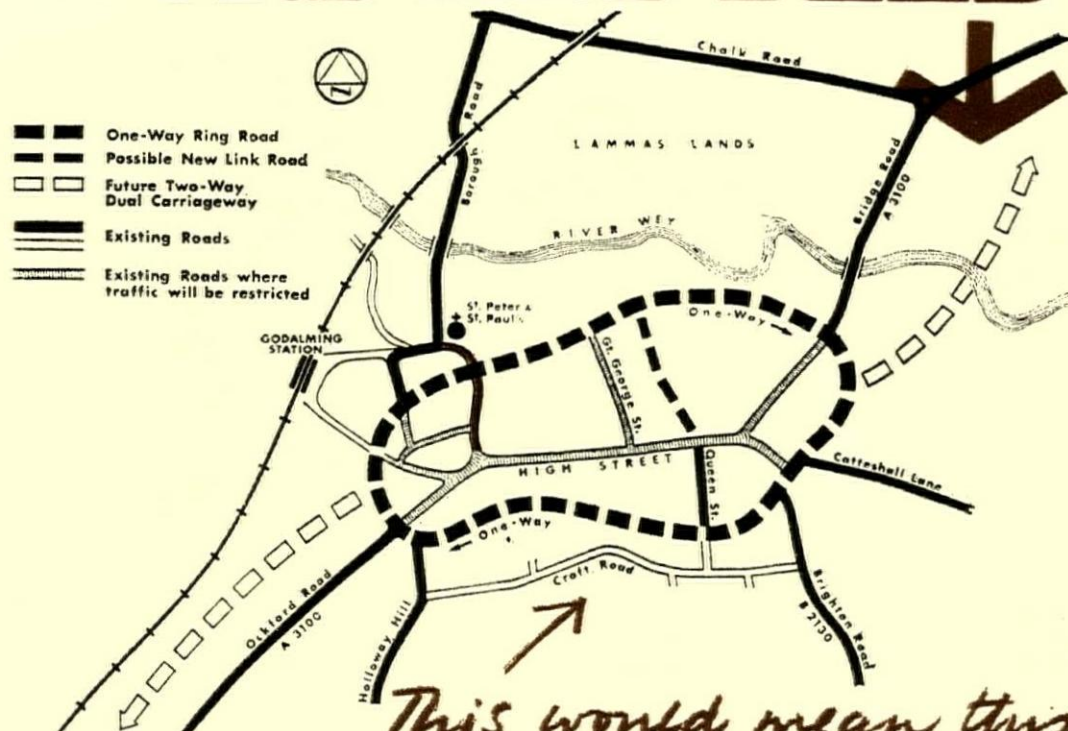 Chalk Road
N
One-Way Ring Road
Possible New Link Road
Future Two-Way
Dual Carriageway
Existing Roads
Existing Roads where
traffic will be restricted
Borough Road
LAMMAS LANDS
Bridge Road
A 3100
RIVER WEY
St. Peter &
St. Paul's
GODALMING
STATION
One-Way
Gt. George St.
HIGH STREET
Queen St.
Catteshall Lane
One-Way
Croft Road
Ockford Road
A 3100
Holloway Hill
Brighton Road
B 2130
This would mean this